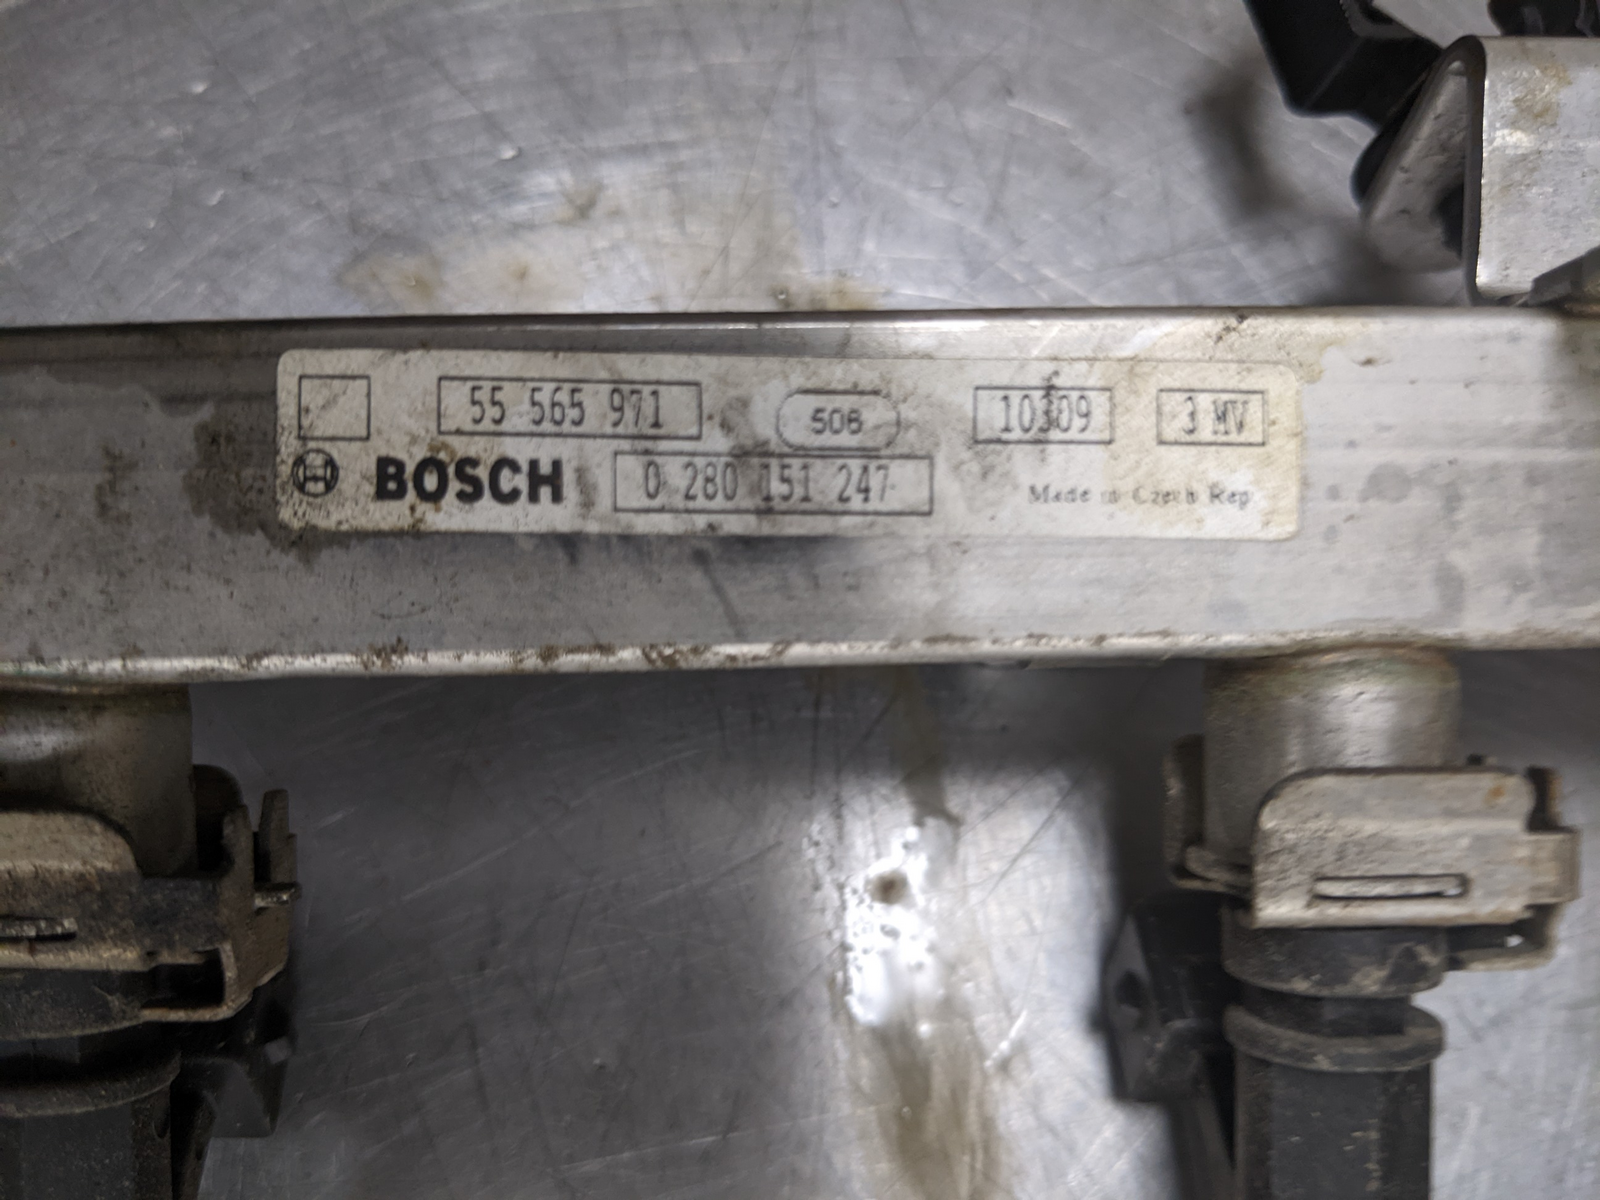 55 565 971 508 10309 3 MV
BOSCH 0 280 151 247 Made in Czech Rep